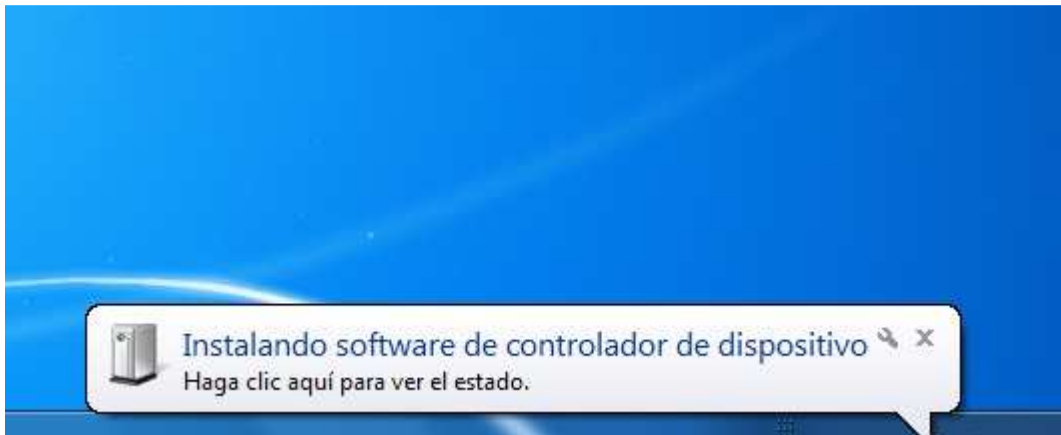 Instalando software de controlador de dispositivo
Haga clic aquí para ver el estado.